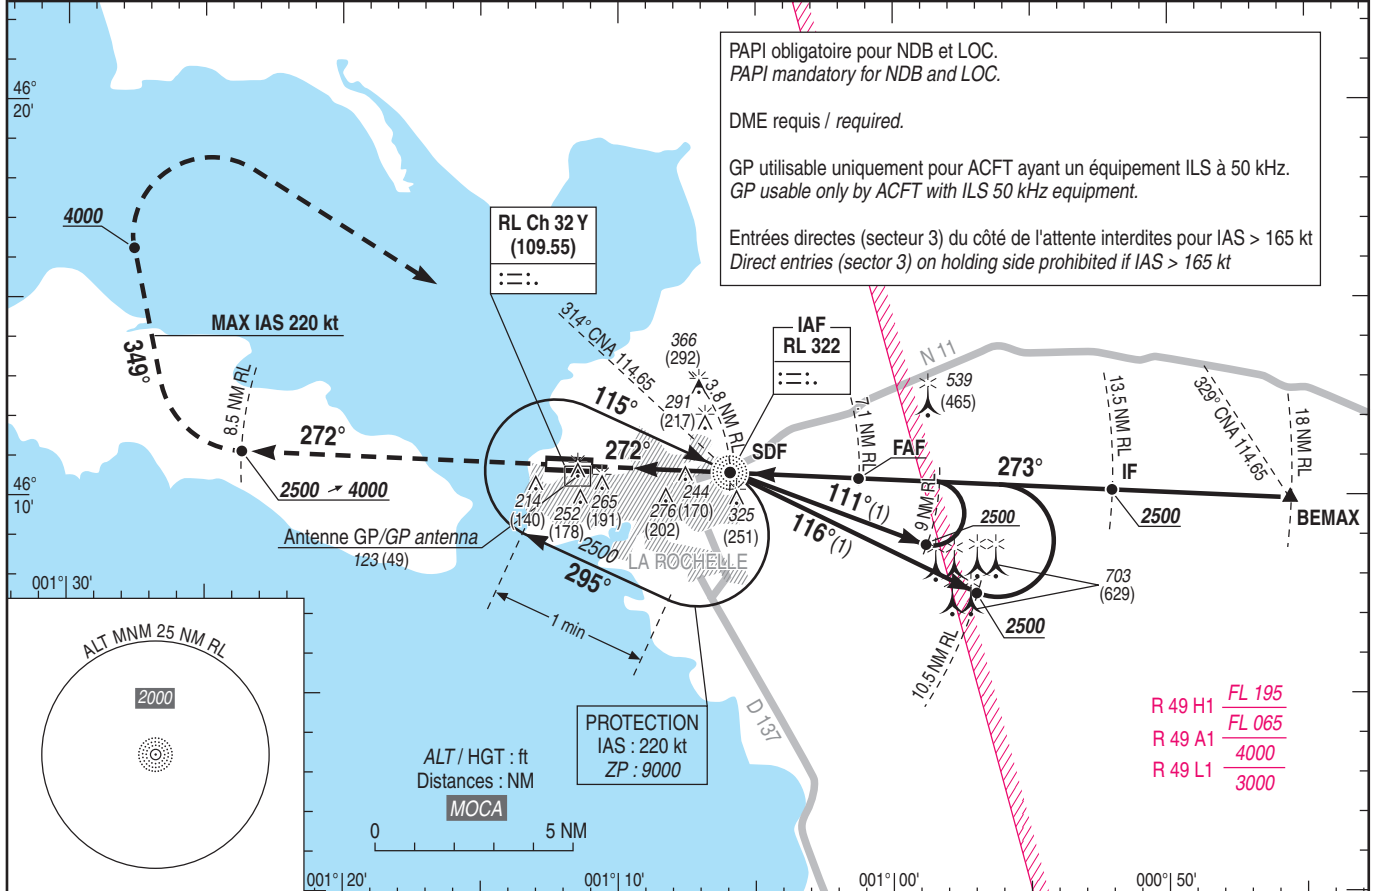 PAPI obligatoire pour NDB et LOC.
PAPI mandatory for NDB and LOC.
DME requis / required.
GP utilisable uniquement pour ACFT ayant un équipement ILS à 50 kHz.
GP usable only by ACFT with ILS 50 kHz equipment.
Entrées directes (secteur 3) du côté de l'attente interdites pour IAS > 165 kt
Direct entries (sector 3) on holding side prohibited if IAS > 165 kt
46°
20'
4000
RL Ch 32 Y
(109.55)
314° CNA 114.65
MAX IAS 220 kt
349°
8.5 NM RL
366
(292)
3.8 NM RL
291
(217)
IAF
RL 322
N 11
539
(465)
7.1 NM RL
13.5 NM RL
329° CNA 114.65
18 NM RL
115°
272°
272°
SDF
FAF
273°
IF
2500
BEMAX
2500 ➚ 4000
46°
10'
214
(140)
252
(178)
265
(191)
276
(202)
244
(170)
325
(251)
111°(1)
116°(1)
9 NM RL
2500
Antenne GP/GP antenna
123 (49)
2500
295°
LA ROCHELLE
703
(629)
2500
10.5 NM RL
1 min
001° 30'
ALT MNM 25 NM RL
2000
PROTECTION
IAS : 220 kt
ZP : 9000
D 137
ALT / HGT : ft
Distances : NM
MOCA
0 5 NM
R 49 H1 FL 195
FL 065
R 49 A1
4000
R 49 L1
3000
001° 20'
001° 10'
001° 00'
000° 50'